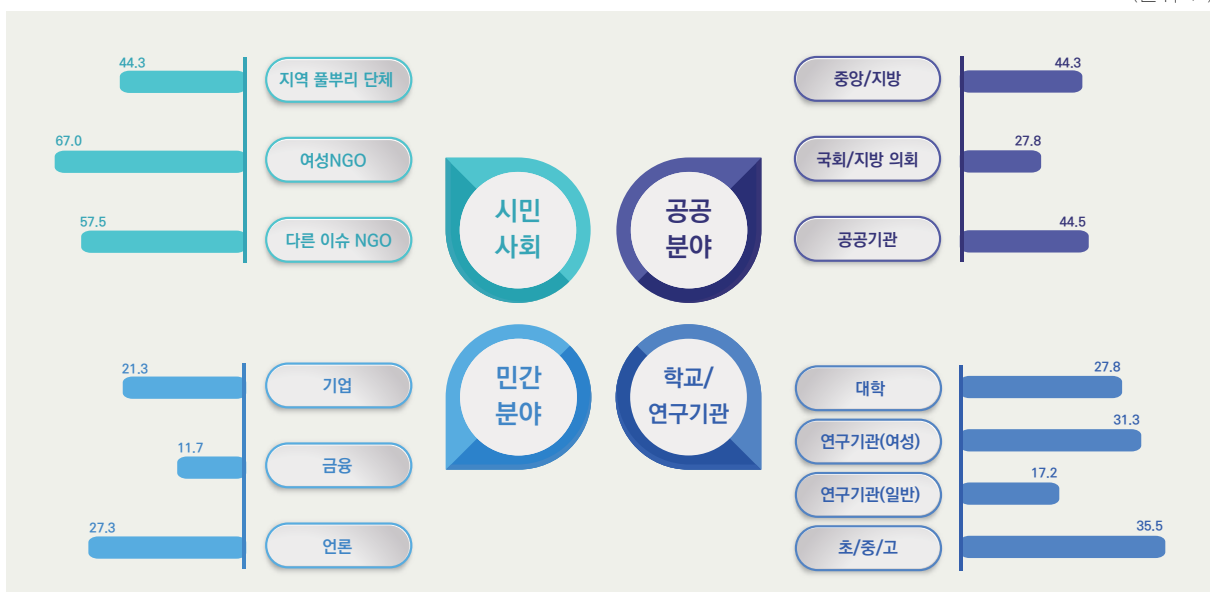 44.3
지역 풀뿌리 단체
67.0
여성NGO
57.5
다른 이슈 NGO
시민
사회
공공
분야
중앙/지방
44.3
국회/지방 의회
27.8
공공기관
44.5
21.3
기업
11.7
금융
27.3
언론
민간
분야
학교/
연구기관
대학
27.8
연구기관(여성)
31.3
연구기관(일반)
17.2
초/중/고
35.5